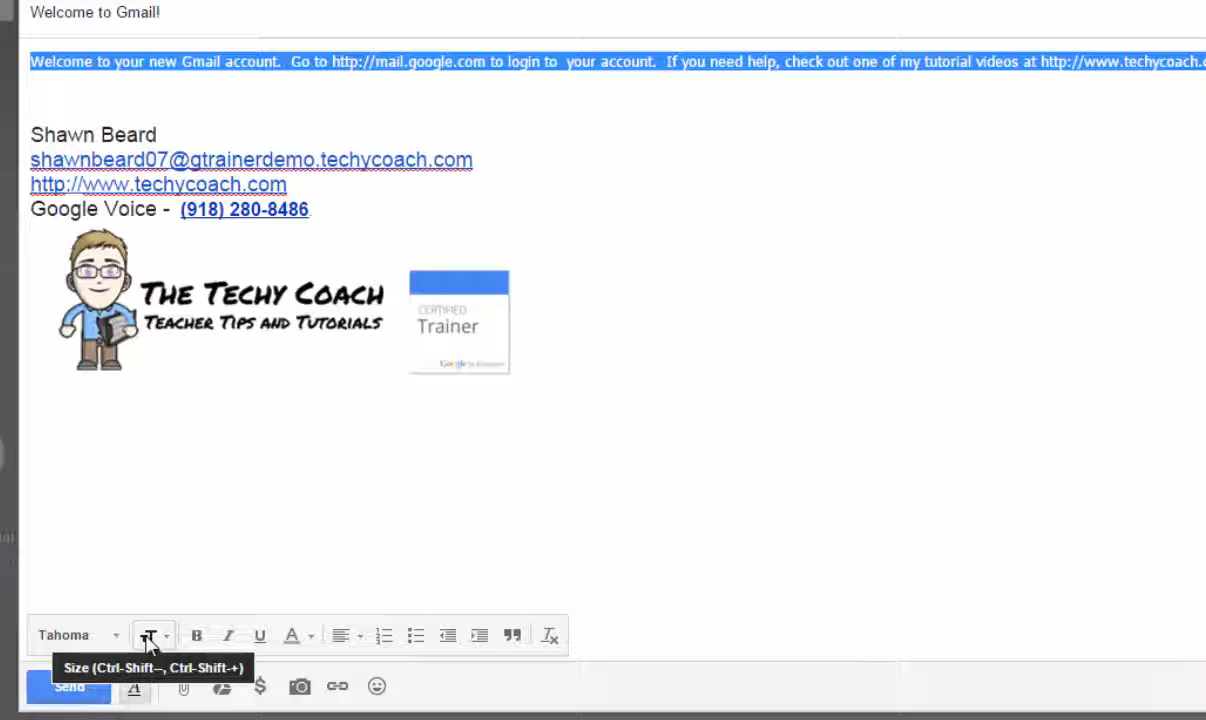 Welcome to Gmail!
Welcome to your new Gmail account.  Go to http://mail.google.com to login to  your account.  If you need help, check out one of my tutorial videos at http://www.techycoach.c
Shawn Beard
shawnbeard07@gtrainerdemo.techycoach.com
http://www.techycoach.com
Google Voice -  (918) 280-8486
THE TECHY COACH
TEACHER TIPS AND TUTORIALS
CERTIFIED
Trainer
Google for Education
Tahoma
Size (Ctrl-Shift-–, Ctrl-Shift-+)
Send